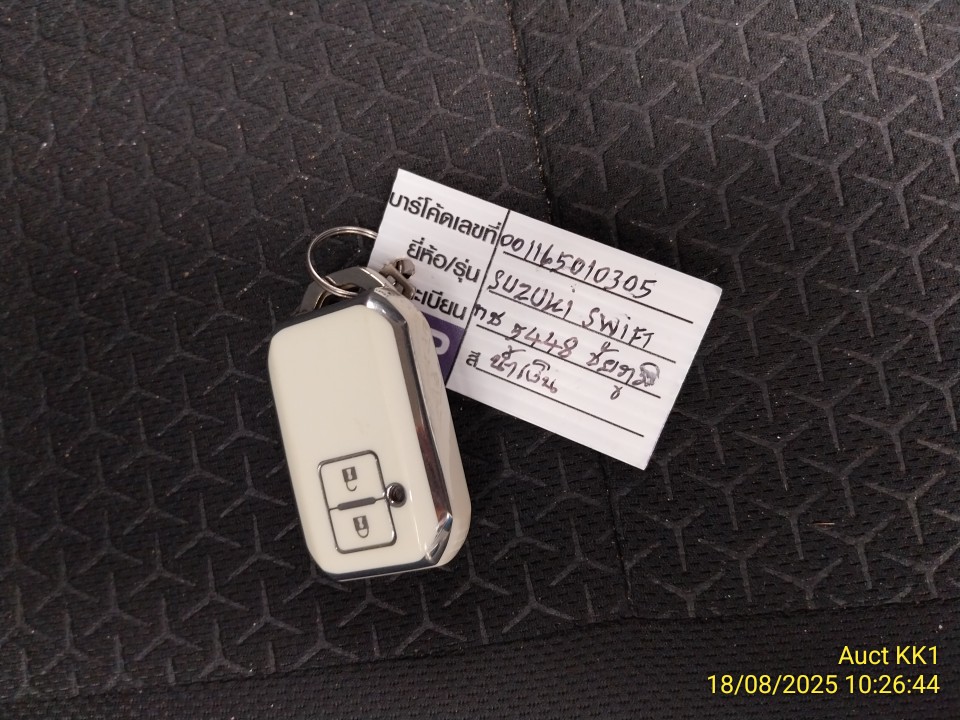 บาร์โค้ดเลขที่ 001165010305
ยี่ห้อ/รุ่น SUZUKI SWIFT
ะเบียน กช 5448 ชัยภูมิ
สี น้ำเงิน
Auct KK1
18/08/2025 10:26:44